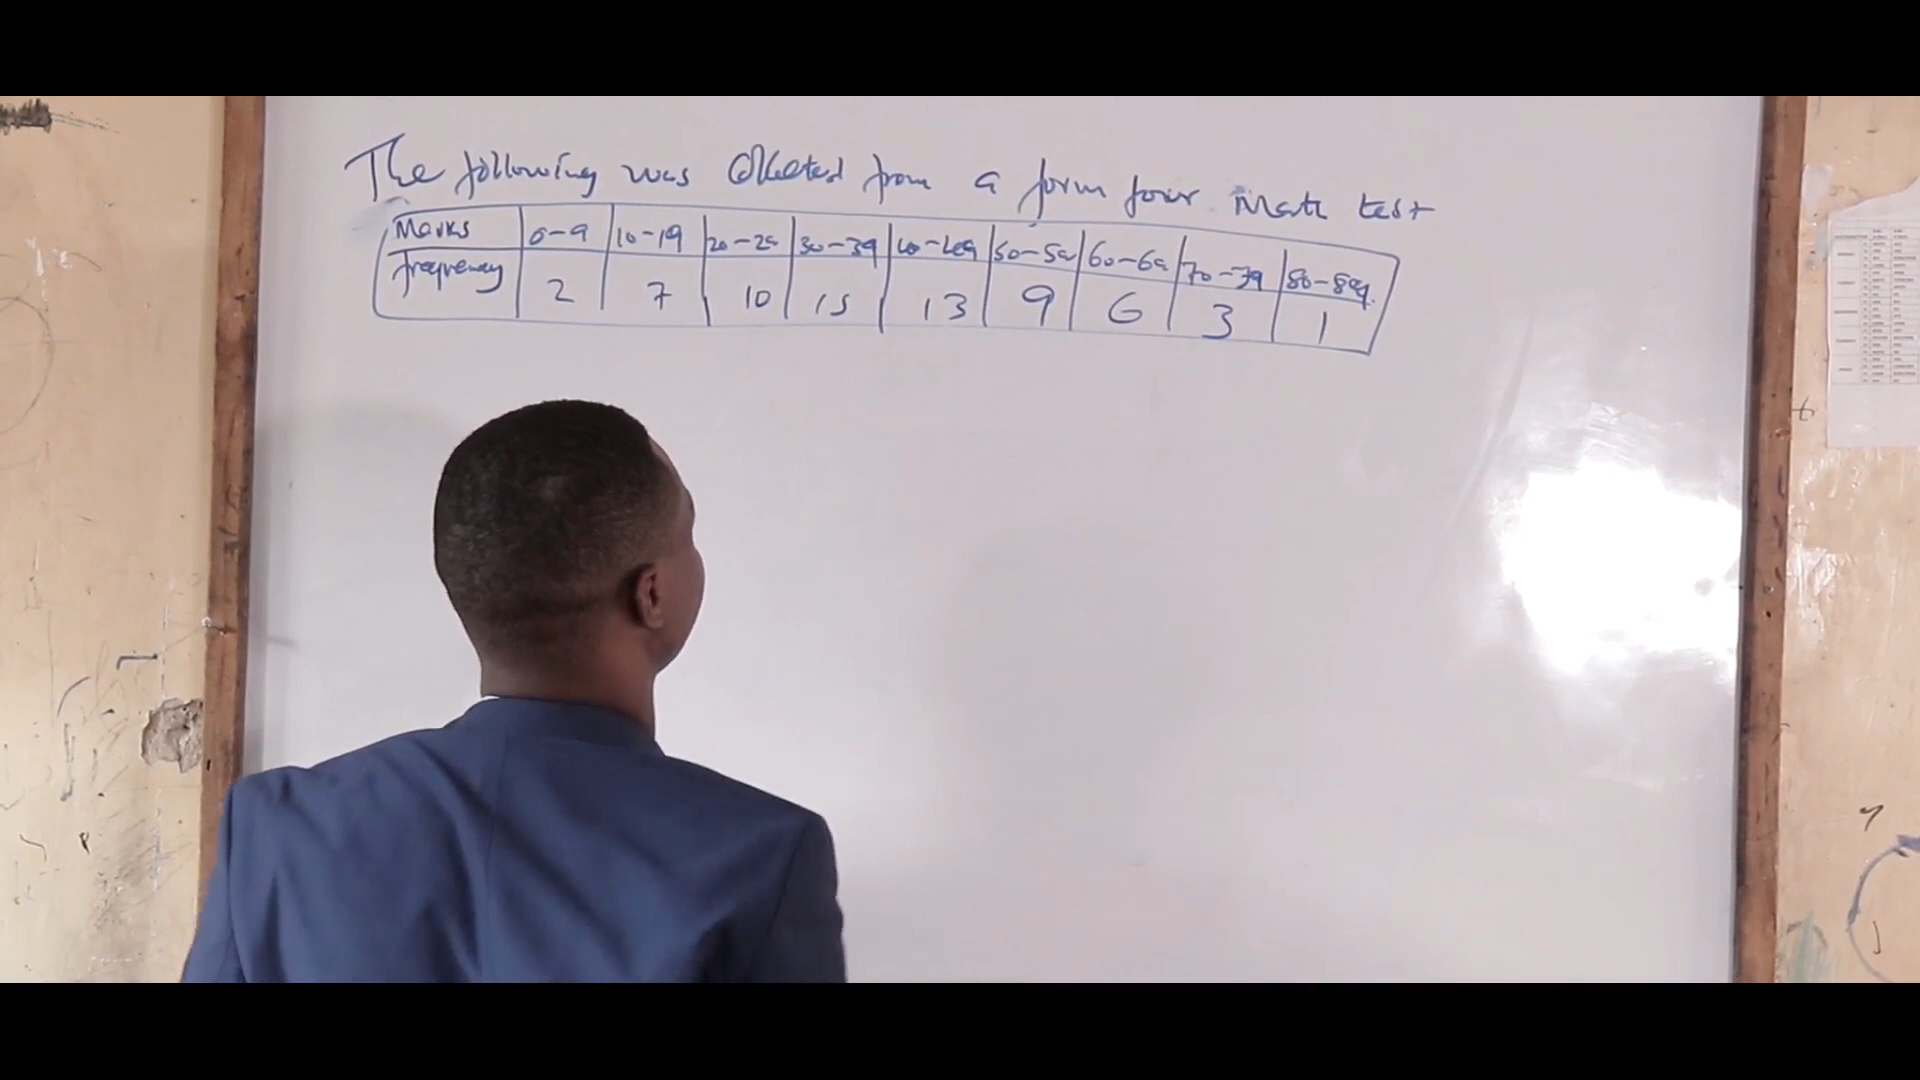 The following was collected from a form four Math test
Marks 0-9 10-19 20-29 30-39 40-49 50-59 60-69 70-79 80-89
frequency 2 7 10 15 13 9 6 3 1